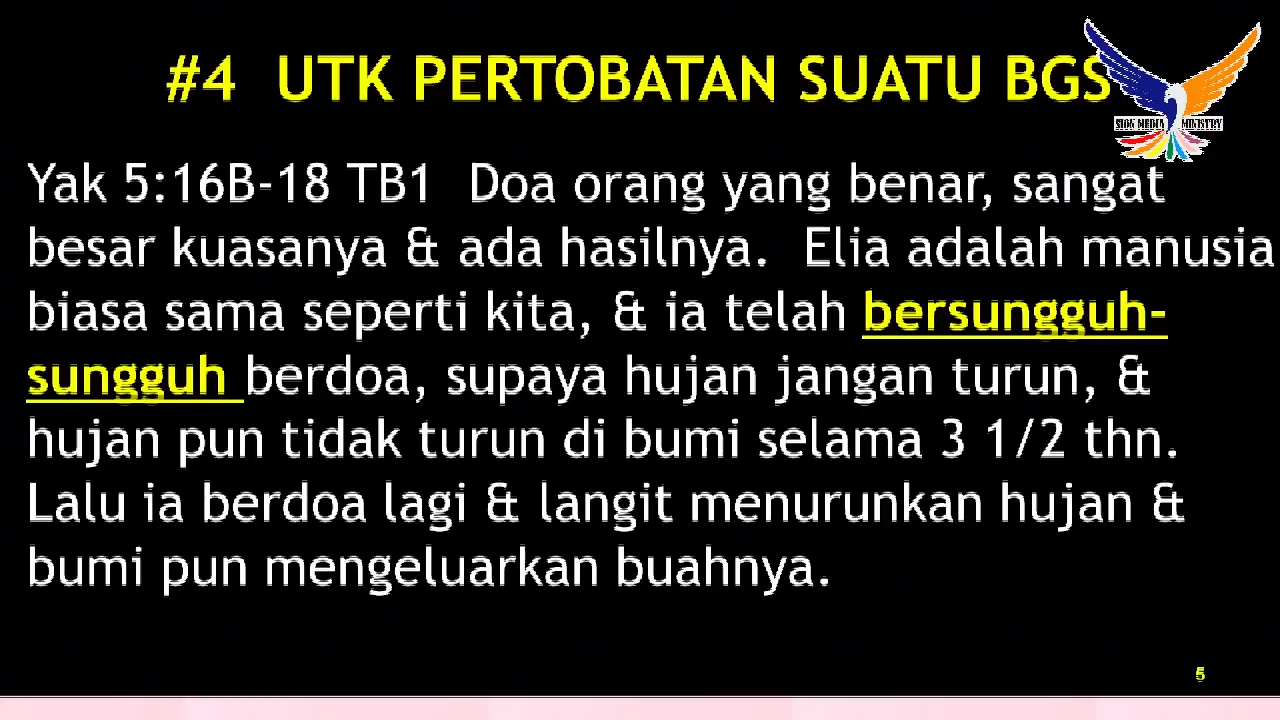 #4 UTK PERTOBATAN SUATU BGS
SION MEDIA MINISTRY
Yak 5:16B-18 TB1 Doa orang yang benar, sangat
besar kuasanya & ada hasilnya. Elia adalah manusia
biasa sama seperti kita, & ia telah bersungguh-
sungguh berdoa, supaya hujan jangan turun, &
hujan pun tidak turun di bumi selama 3 1/2 thn.
Lalu ia berdoa lagi & langit menurunkan hujan &
bumi pun mengeluarkan buahnya.
5